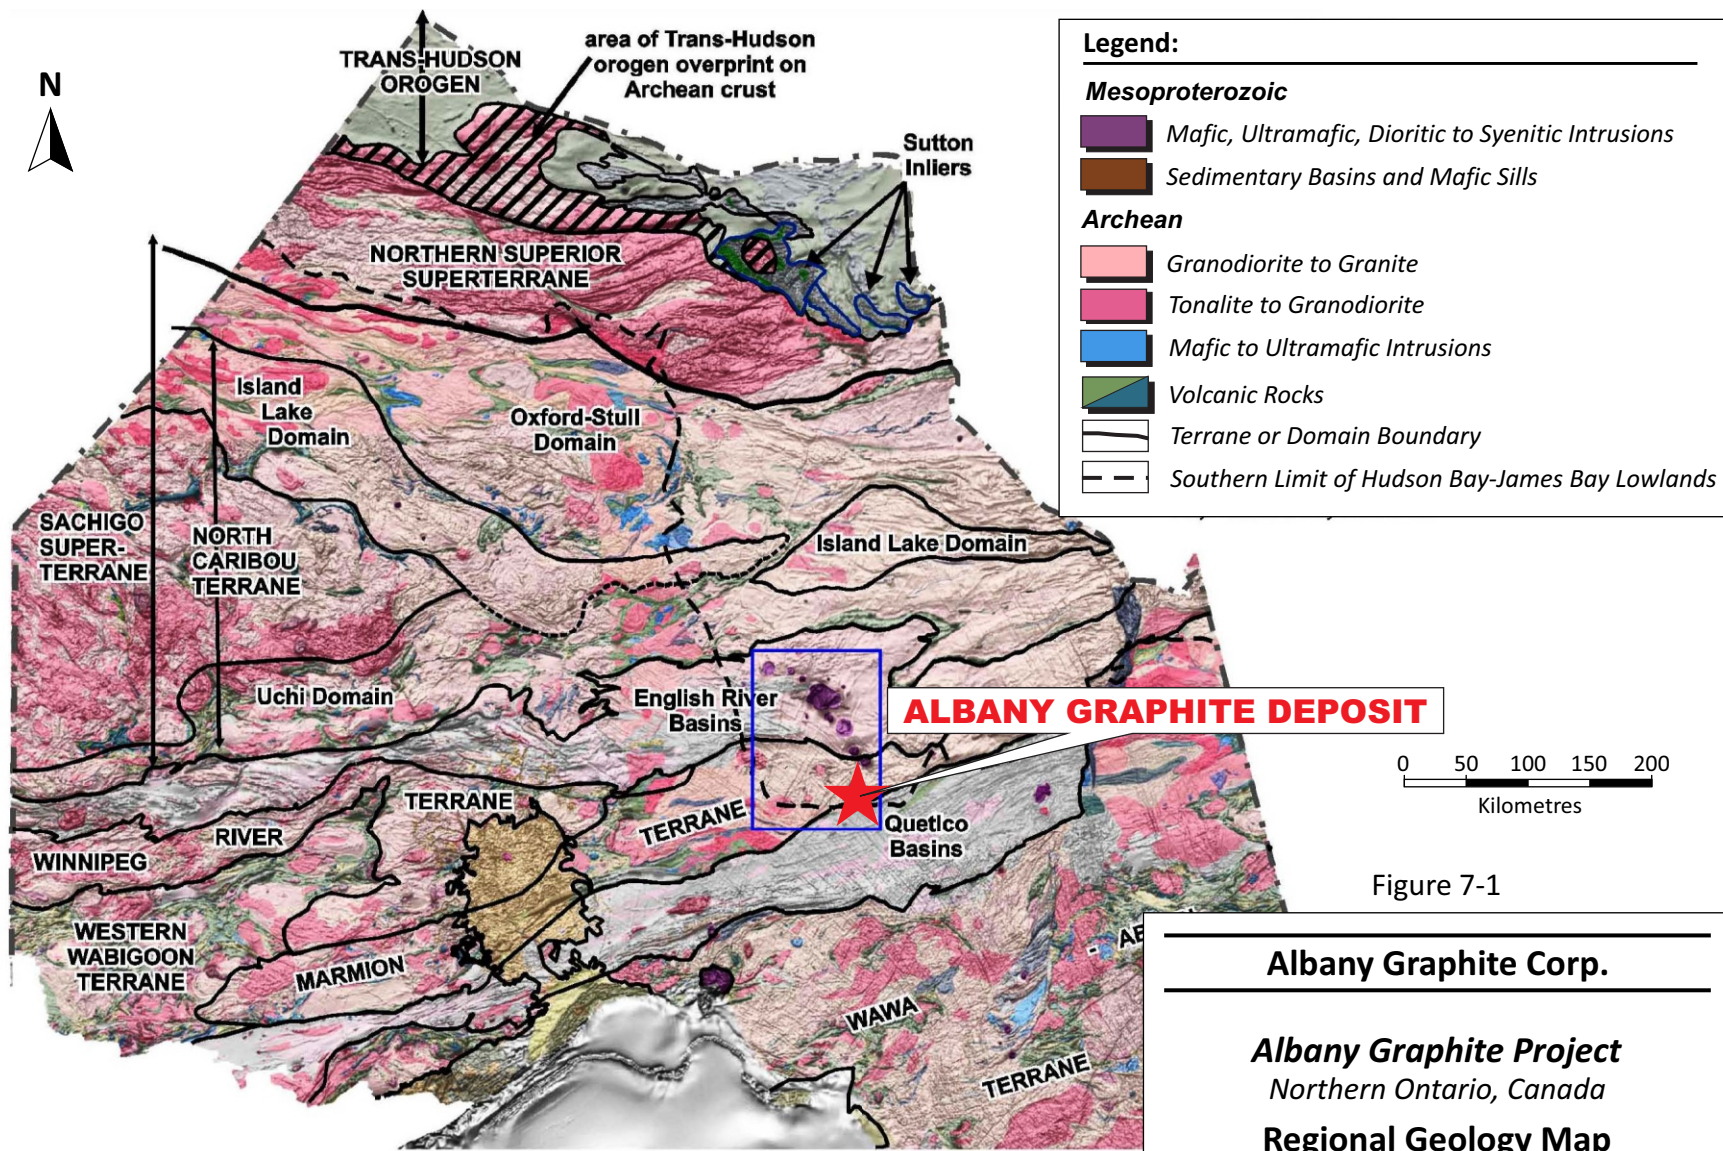 TRANS-HUDSON
OROGEN
area of Trans-Hudson
orogen overprint on
Archean crust
N
Sutton
Inliers
NORTHERN SUPERIOR
SUPERTERRANE
Island
Lake
Domain
Oxford-Stull
Domain
SACHIGO
SUPER-
TERRANE
NORTH
CARIBOU
TERRANE
Island Lake Domain
Uchi Domain
English River
Basins
ALBANY GRAPHITE DEPOSIT
TERRANE
TERRANE
RIVER
WINNIPEG
Quetico
Basins
WESTERN
WABIGOON
TERRANE
MARMION
WAWA
TERRANE
Legend:
Mesoproterozoic
Mafic, Ultramafic, Dioritic to Syenitic Intrusions
Sedimentary Basins and Mafic Sills
Archean
Granodiorite to Granite
Tonalite to Granodiorite
Mafic to Ultramafic Intrusions
Volcanic Rocks
Terrane or Domain Boundary
Southern Limit of Hudson Bay-James Bay Lowlands
0 50 100 150 200
Kilometres
Figure 7-1
Albany Graphite Corp.
Albany Graphite Project
Northern Ontario, Canada
Regional Geology Map